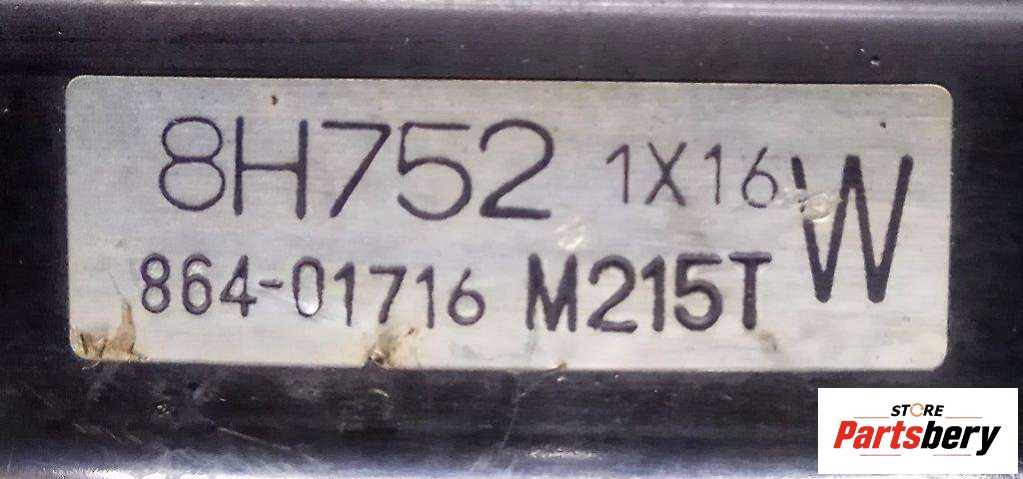 8H752 1X16 W
864-01716 M215T
STORE
Partsbery